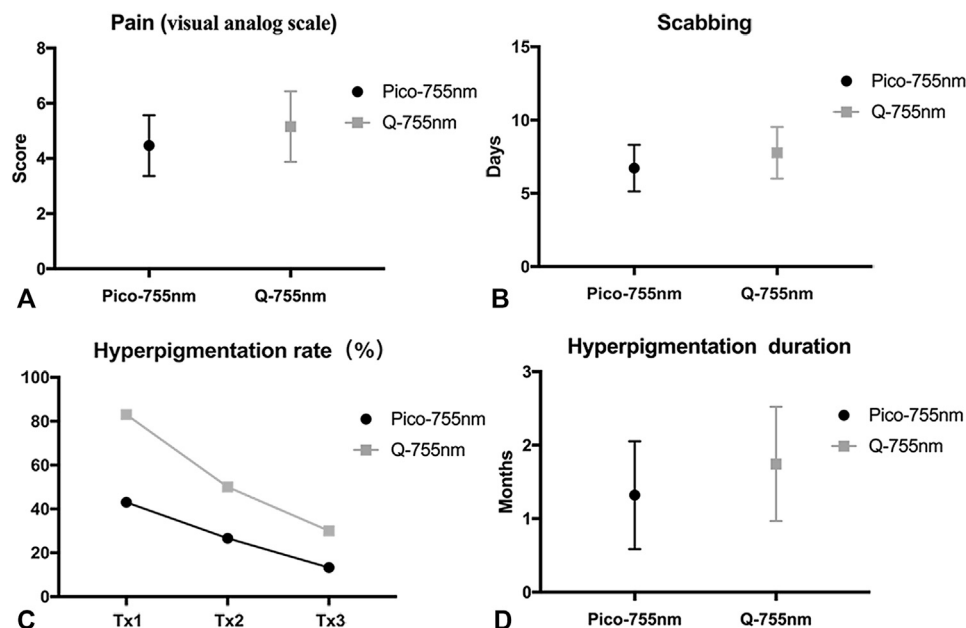 Pain (visual analog scale)
8
6
4
2
0
Score
Pico-755nm
Q-755nm
Pico-755nm
Q-755nm
A
Scabbing
15
10
5
0
Days
Pico-755nm
Q-755nm
Pico-755nm
Q-755nm
B
Hyperpigmentation rate (%)
100
80
60
40
20
0
Pico-755nm
Q-755nm
Tx1
Tx2
Tx3
C
Hyperpigmentation duration
3
2
1
0
Months
Pico-755nm
Q-755nm
Pico-755nm
Q-755nm
D